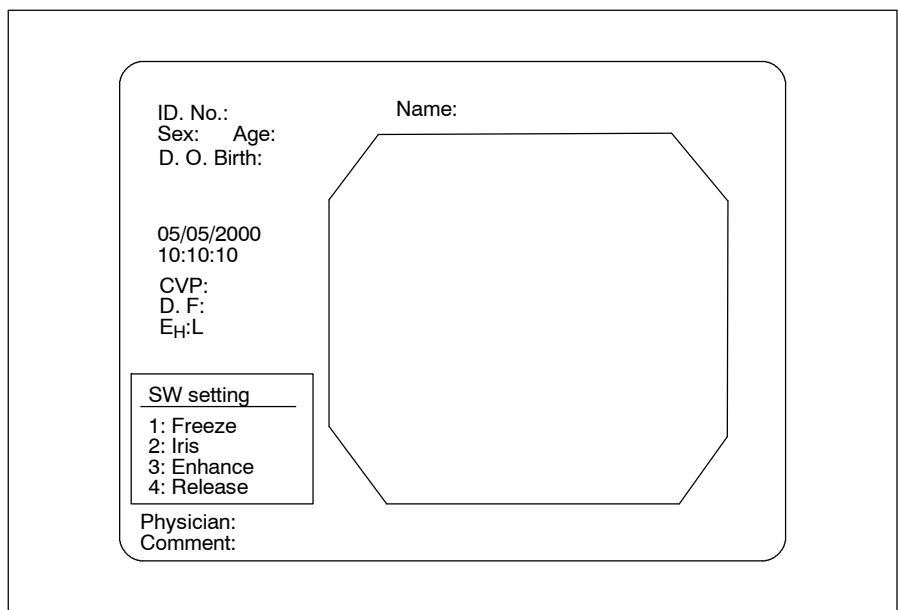 ID. No.:
Name:
Sex: Age:
D. O. Birth:
05/05/2000
10:10:10
CVP:
D. F:
EH:L
SW setting
1: Freeze
2: Iris
3: Enhance
4: Release
Physician:
Comment: